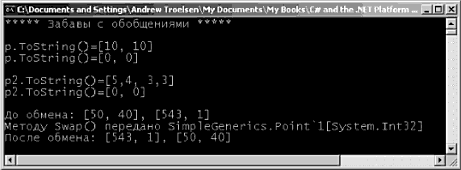 C:\Documents and Settings\Andrew Troelsen\My Documents\My Books\C# and the .NET Platform ...
***** Забавы с обобщениями *****
p.ToString()=[10, 10]
p.ToString()=[0, 0]
p2.ToString()=[5,4, 3,3]
p2.ToString()=[0, 0]
До обмена: [50, 40], [543, 1]
Методу Swap() передано SimpleGenerics.Point`1[System.Int32]
После обмена: [543, 1], [50, 40]